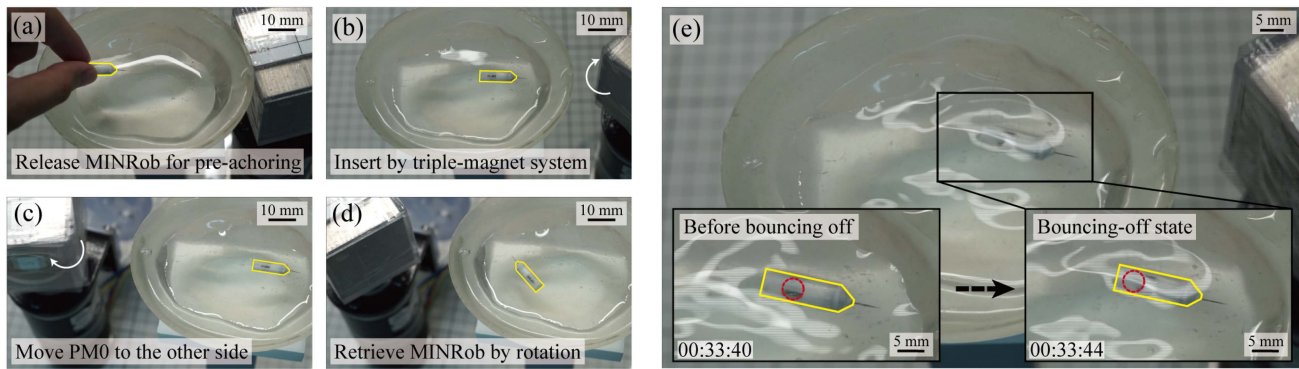 (a)
10 mm
Release MINRob for pre-achoring
(b)
10 mm
Insert by triple-magnet system
(c)
10 mm
Move PM0 to the other side
(d)
10 mm
Retrieve MINRob by rotation
(e)
5 mm
Before bouncing off
00:33:40
5 mm
Bouncing-off state
00:33:44
5 mm